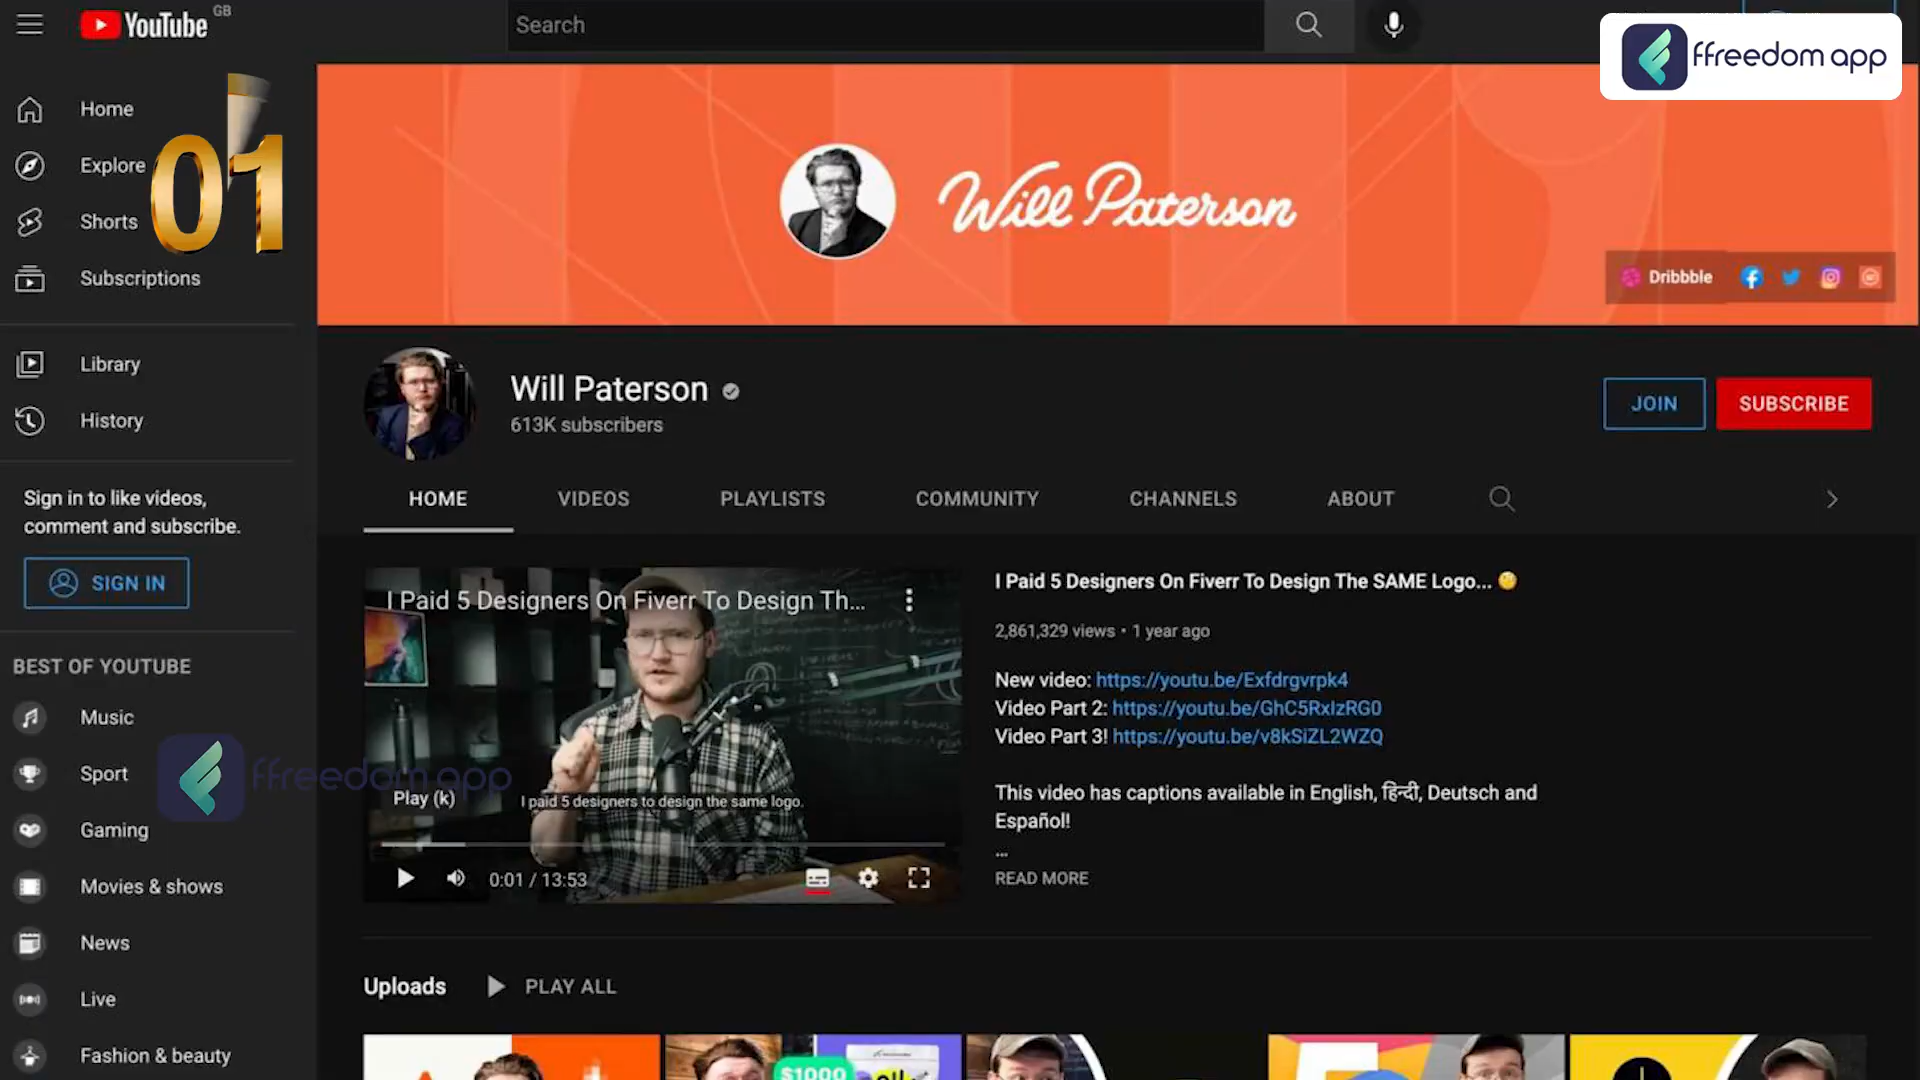 YouTube GB
Search
ffreedom app
Home
Explore
01
Shorts
Subscriptions
Library
History
Sign in to like videos,
comment and subscribe.
SIGN IN
BEST OF YOUTUBE
Music
Sport
Gaming
Movies & shows
News
Live
Fashion & beauty
ffreedom app
Will Paterson
Dribbble
Will Paterson
613K subscribers
JOIN
SUBSCRIBE
HOME
VIDEOS
PLAYLISTS
COMMUNITY
CHANNELS
ABOUT
I Paid 5 Designers On Fiverr To Design Th...
Play (k)
I paid 5 designers to design the same logo.
0:01 / 13:53
I Paid 5 Designers On Fiverr To Design The SAME Logo... 🧐
2,861,329 views • 1 year ago
New video: https://youtu.be/Exfdrgvrpk4
Video Part 2: https://youtu.be/GhC5RxIzRG0
Video Part 3! https://youtu.be/v8kSiZL2WZQ
This video has captions available in English, हिन्दी, Deutsch and
Español!
...
READ MORE
Uploads
PLAY ALL
$1000